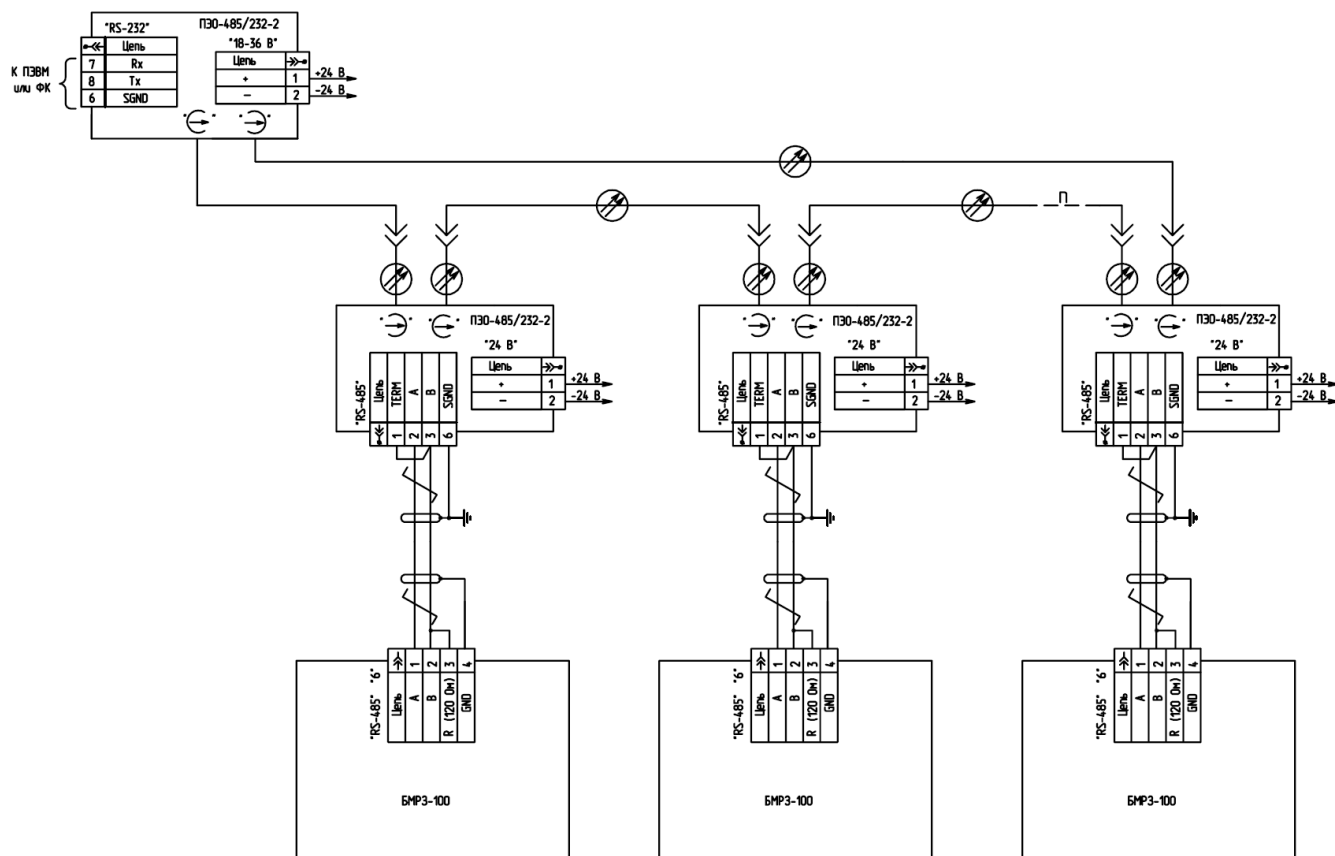 "RS-232"
ПЭО-485/232-2
Цепь
7 Rx
8 Tx
6 SGND
К ПЭВМ
или ФК
"18-36 В"
Цепь
+ 1 +24 В
− 2 -24 В
П
ПЭО-485/232-2
"24 В"
Цепь
+ 1 +24 В
− 2 -24 В
"RS-485"
Цепь
TERM 1
A 2
B 3
SGND 6
ПЭО-485/232-2
"24 В"
Цепь
+ 1 +24 В
− 2 -24 В
"RS-485"
Цепь
TERM 1
A 2
B 3
SGND 6
ПЭО-485/232-2
"24 В"
Цепь
+ 1 +24 В
− 2 -24 В
"RS-485"
Цепь
TERM 1
A 2
B 3
SGND 6
"RS-485" "6"
Цепь
1 A
2 B
3 R (120 Ом)
4 GND
БМРЗ-100
"RS-485" "6"
Цепь
1 A
2 B
3 R (120 Ом)
4 GND
БМРЗ-100
"RS-485" "6"
Цепь
1 A
2 B
3 R (120 Ом)
4 GND
БМРЗ-100